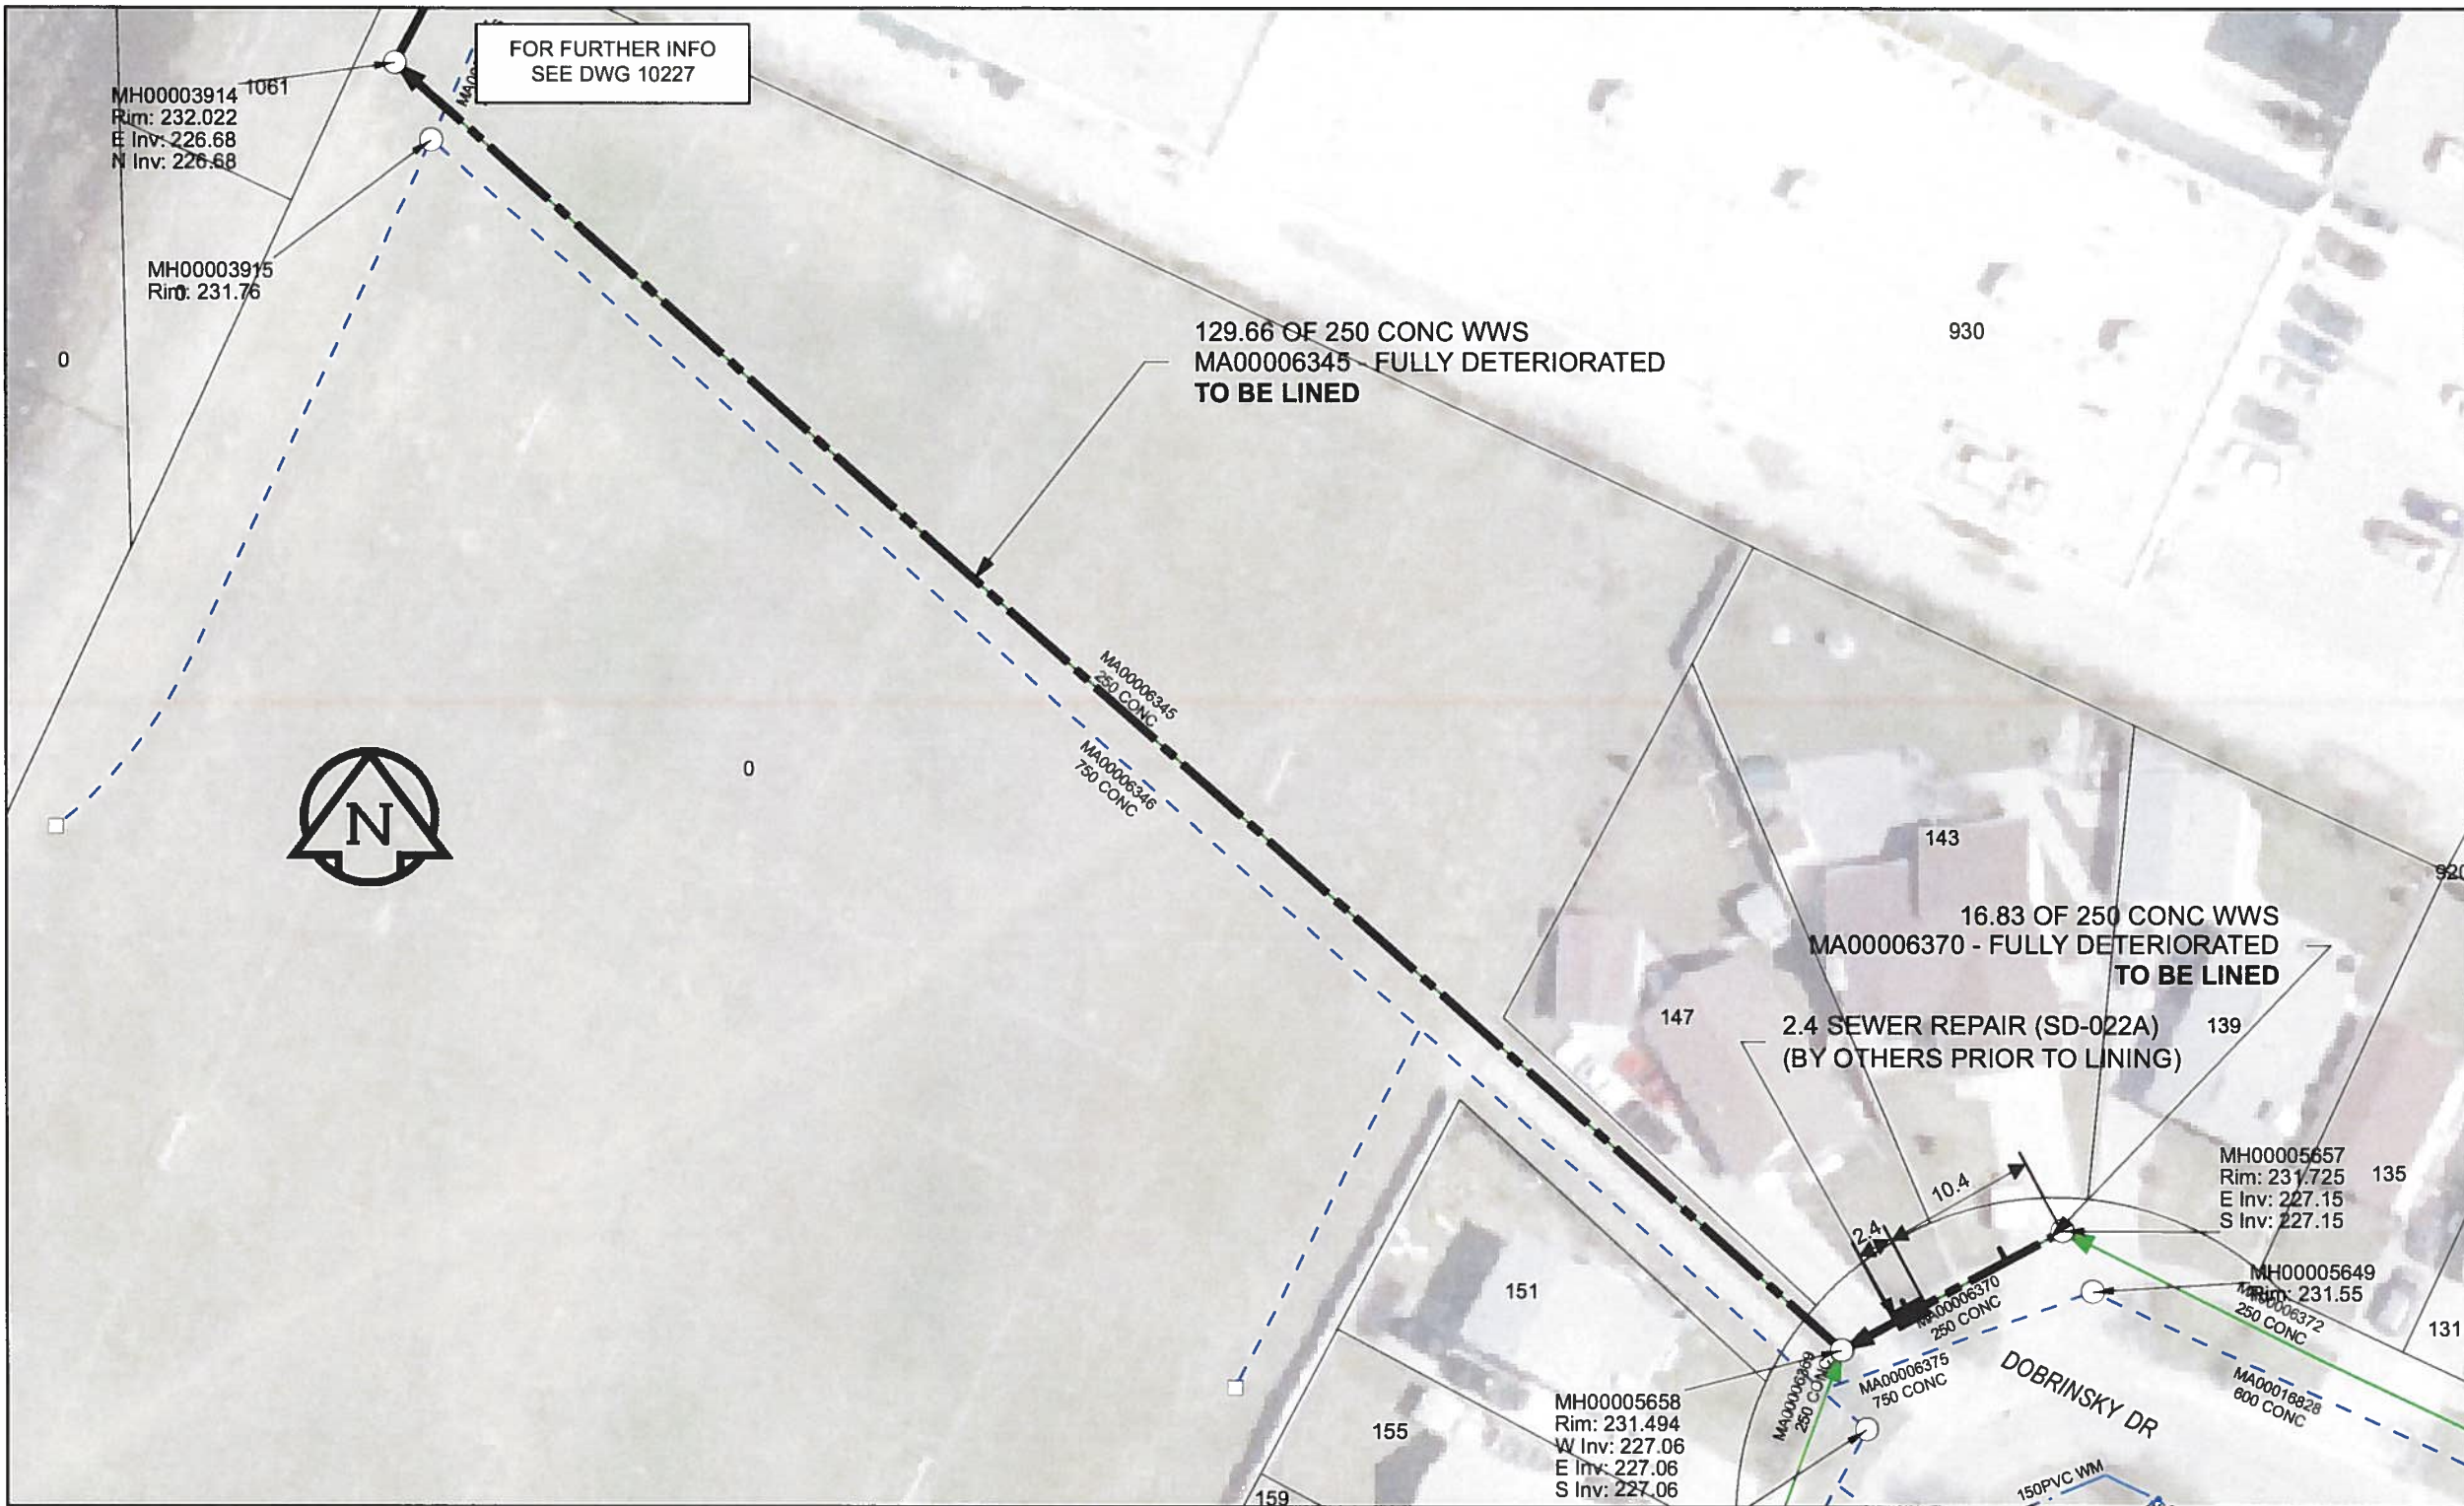 FOR FURTHER INFO
SEE DWG 10227
MH00003914
Rim: 232.022
E Inv: 226.68
N Inv: 226.68
1061
MH00003915
Rim: 231.76
0
0
0
129.66 OF 250 CONC WWS
MA00006345 - FULLY DETERIORATED
TO BE LINED
930
MA00006345
250 CONC
MA00006346
750 CONC
N
143
920
16.83 OF 250 CONC WWS
MA00006370 - FULLY DETERIORATED
TO BE LINED
147
2.4 SEWER REPAIR (SD-022A)
(BY OTHERS PRIOR TO LINING)
139
MH00005657
Rim: 231.725
E Inv: 227.15
S Inv: 227.15
135
10.4
2.4
MH00005649
Rim: 231.55
MA00006372
250 CONC
131
151
MA00006370
250 CONC
MA00006369
250 CONC
MA00006375
750 CONC
DOBRINSKY DR
MA00016828
600 CONC
MH00005658
Rim: 231.494
W Inv: 227.06
E Inv: 227.06
S Inv: 227.06
155
159
150PVC WM